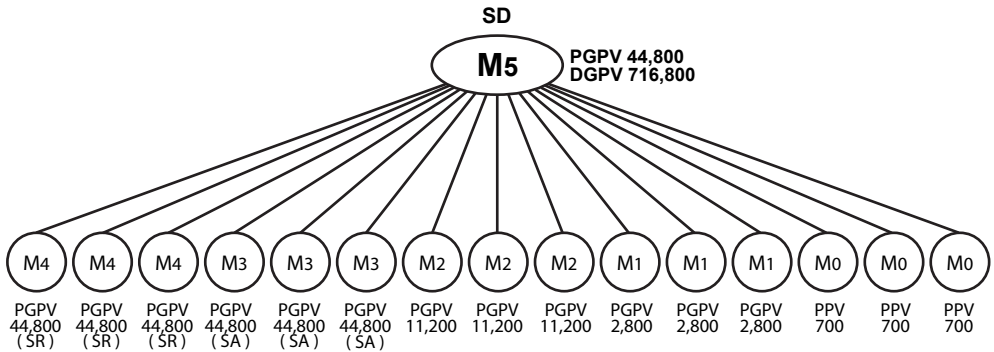 SD
M5
PGPV 44,800
DGPV 716,800
M4 M4 M4 M3 M3 M3 M2 M2 M2 M1 M1 M1 M0 M0 M0
PGPV PGPV PGPV PGPV PGPV PGPV PGPV PGPV PGPV PGPV PGPV PGPV PPV PPV PPV
44,800 44,800 44,800 44,800 44,800 44,800 11,200 11,200 11,200 2,800 2,800 2,800 700 700 700
( SR ) ( SR ) ( SR ) ( SA ) ( SA ) ( SA )